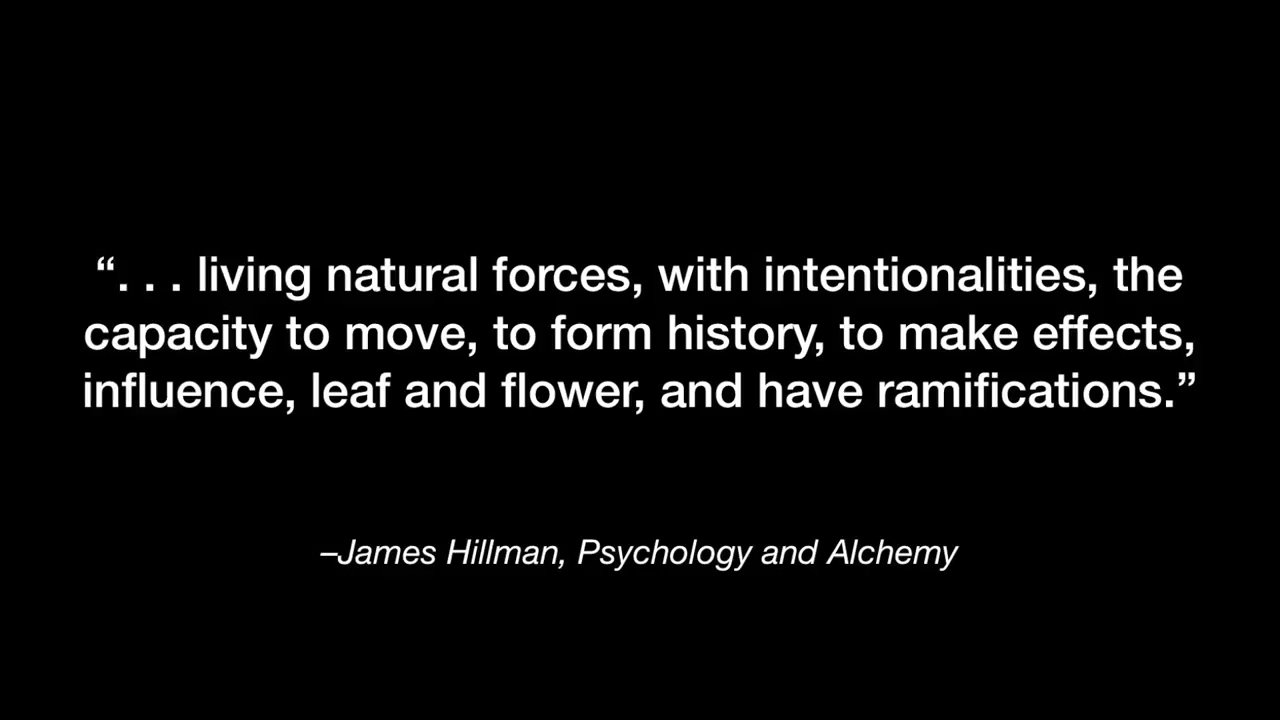 “. . . living natural forces, with intentionalities, the
capacity to move, to form history, to make effects,
influence, leaf and flower, and have ramifications.”
–James Hillman, Psychology and Alchemy